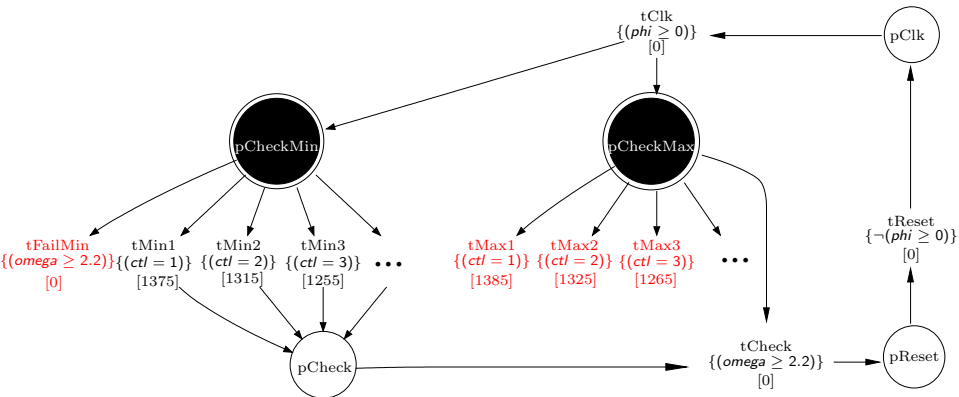 tClk
{(phi ≥ 0)}
[0]
pClk
pCheckMin
pCheckMax
tReset
{¬(phi ≥ 0)}
[0]
tFailMin
{(omega ≥ 2.2)}
[0]
tMin1
{(ctl = 1)}
[1375]
tMin2
{(ctl = 2)}
[1315]
tMin3
{(ctl = 3)}
[1255]
•••
tMax1
{(ctl = 1)}
[1385]
tMax2
{(ctl = 2)}
[1325]
tMax3
{(ctl = 3)}
[1265]
•••
pCheck
tCheck
{(omega ≥ 2.2)}
[0]
pReset